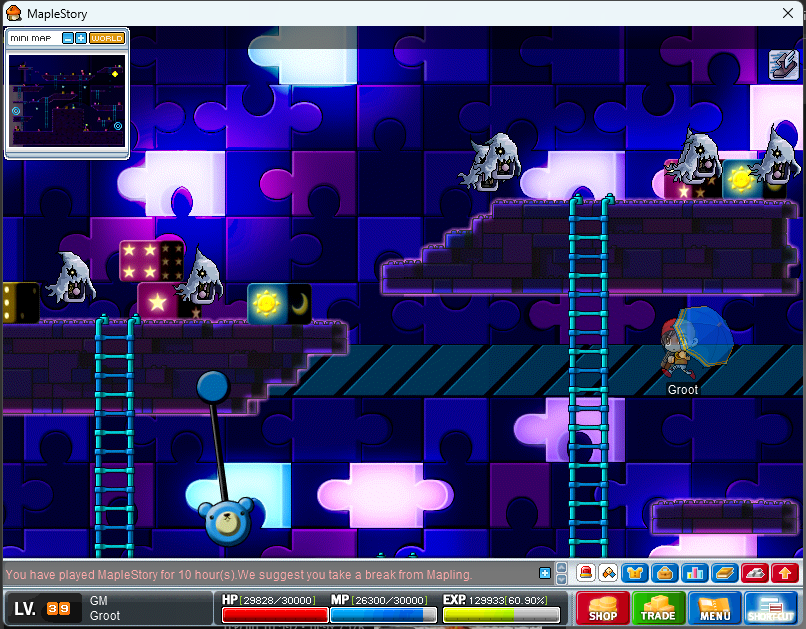 MapleStory
MINI MAP
WORLD
Groot
You have played MapleStory for 10 hour(s).We suggest you take a break from Mapling.
LV. 39
GM
Groot
HP[29828/30000]
MP[26300/30000]
EXP 129933[60.90%]
SHOP
TRADE
MENU
SHORTCUT